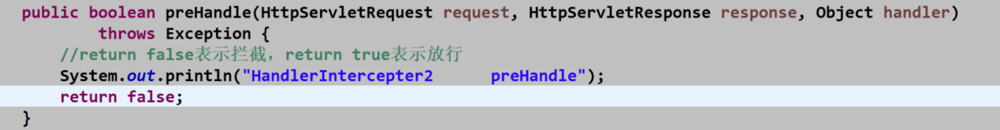 public boolean preHandle(HttpServletRequest request, HttpServletResponse response, Object handler)
        throws Exception {
    //return false表示拦截，return true表示放行
    System.out.println("HandlerIntercepter2      preHandle");
    return false;
}